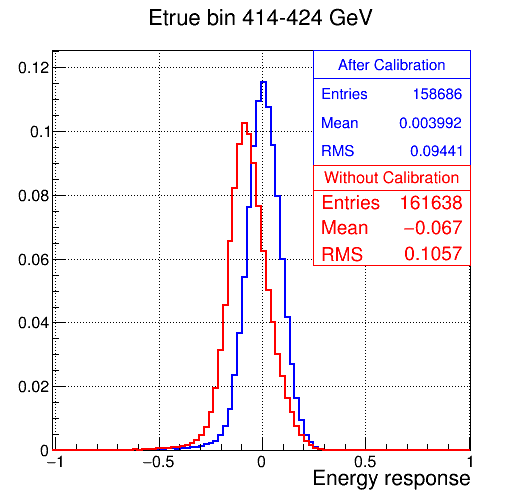 Etrue bin 414-424 GeV
After Calibration
Entries 158686
Mean 0.003992
RMS 0.09441
Without Calibration
Entries 161638
Mean −0.067
RMS 0.1057
0.12
0.1
0.08
0.06
0.04
0.02
0
−1 −0.5 0 0.5 1
Energy response